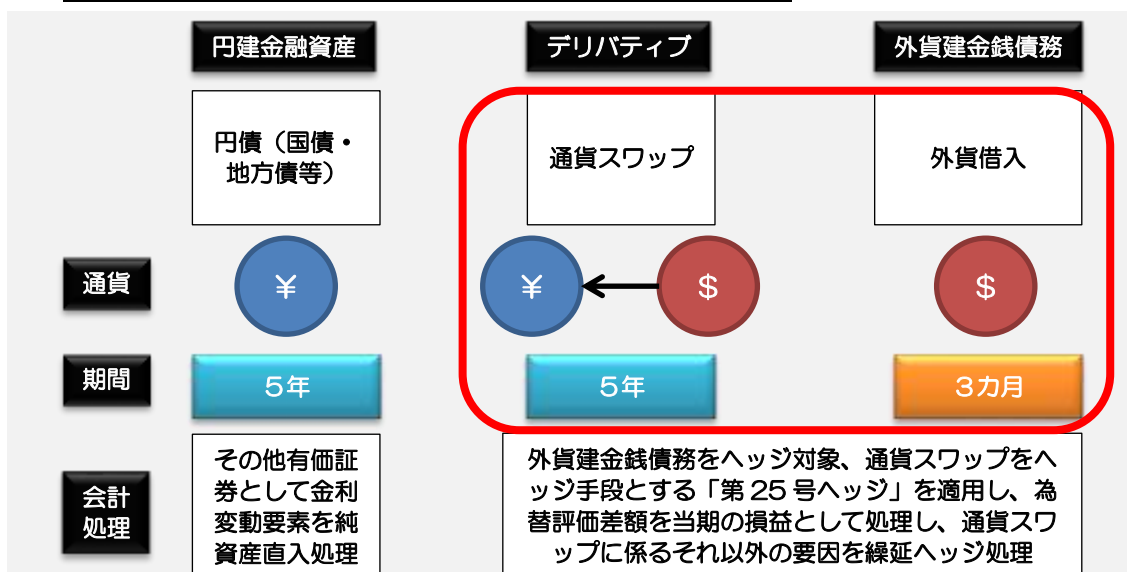 円建金融資産
デリバティブ
外貨建金銭債務
円債（国債・
地方債等）
通貨スワップ
外貨借入
通貨
¥
¥
$
$
期間
５年
５年
３カ月
会計
処理
その他有価証
券として金利
変動要素を純
資産直入処理
外貨建金銭債務をヘッジ対象、通貨スワップをヘ
ッジ手段とする「第 25 号ヘッジ」を適用し、為
替評価差額を当期の損益として処理し、通貨スワ
ップに係るそれ以外の要因を繰延ヘッジ処理